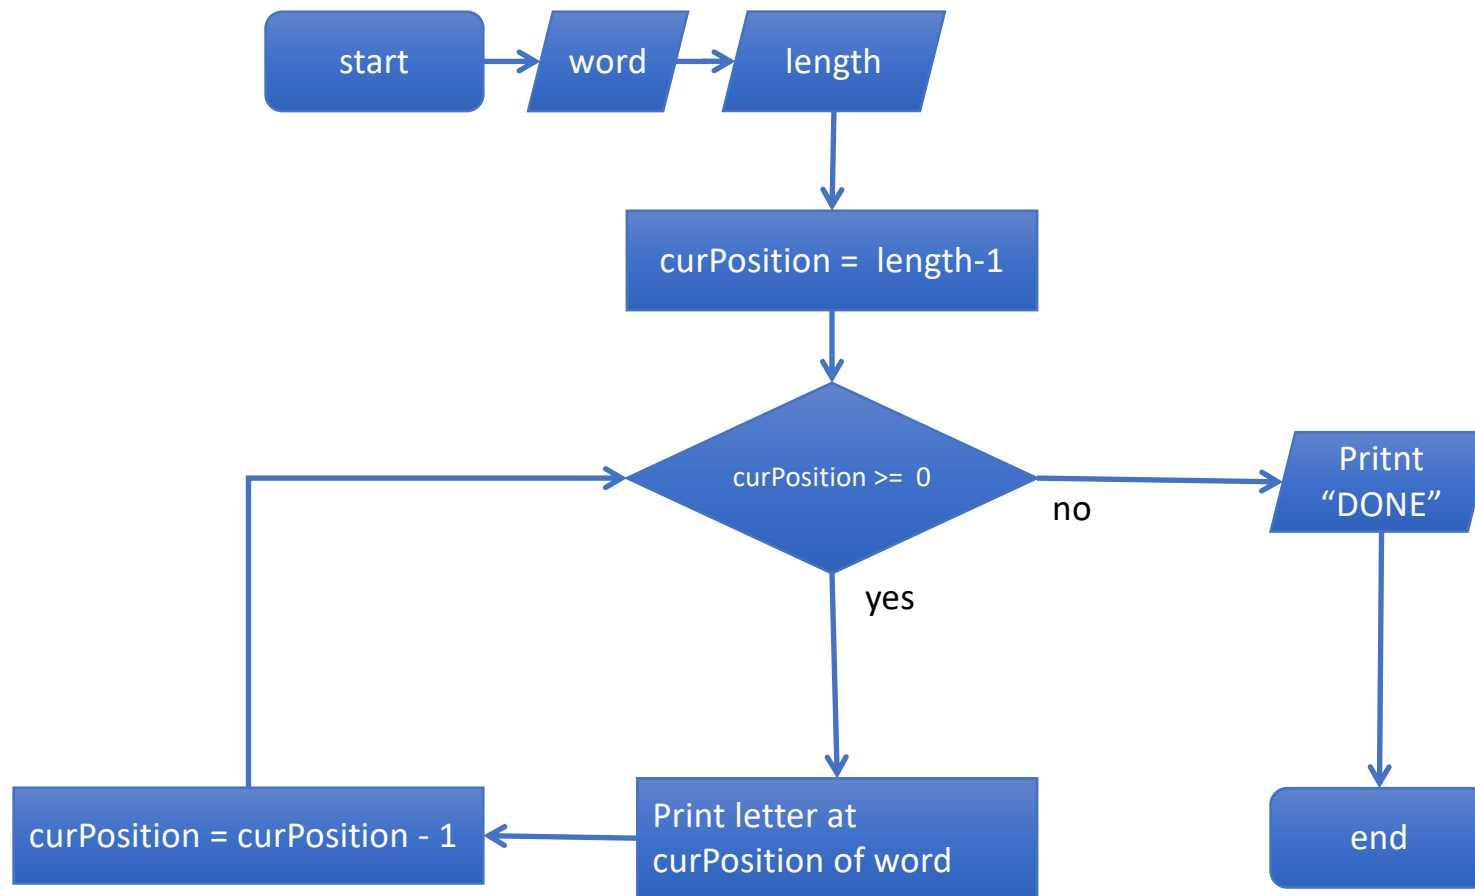 start
word
length
curPosition =  length-1
curPosition >=  0
no
Pritnt
“DONE”
yes
Print letter at
curPosition of word
curPosition = curPosition - 1
end